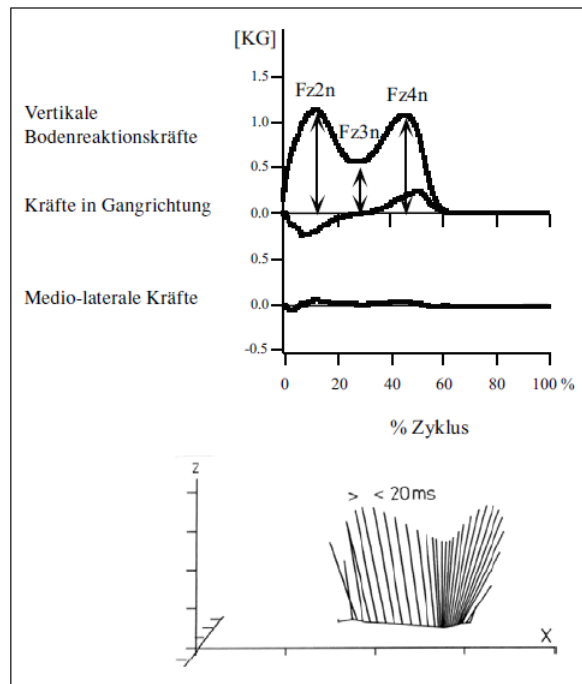 [KG]
1.5
Fz2n
Fz4n
Vertikale
Bodenreaktionskräfte
1.0
Fz3n
0.5
Kräfte in Gangrichtung
0.0
0.5
Medio-laterale Kräfte
0.0
-0.5
0 20 40 60 80 100 %
% Zyklus
Z
> < 20ms
X